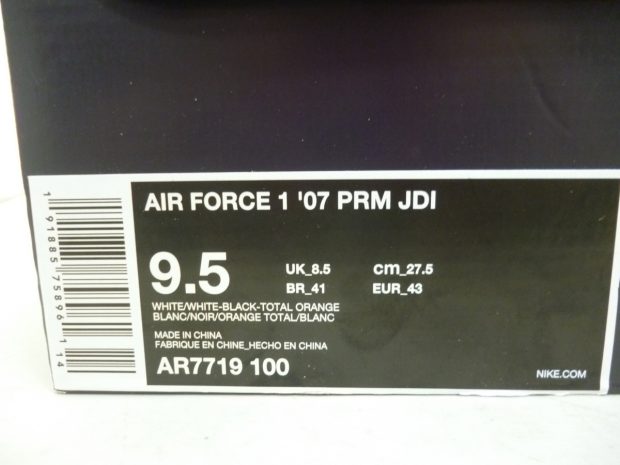 AIR FORCE 1 '07 PRM JDI
9.5
UK_8.5 cm_27.5
BR_41 EUR_43
WHITE/WHITE-BLACK-TOTAL ORANGE
BLANC/NOIR/ORANGE TOTAL/BLANC
MADE IN CHINA
FABRIQUE EN CHINE_HECHO EN CHINA
AR7719 100
NIKE.COM
1 91885 75896 1 14